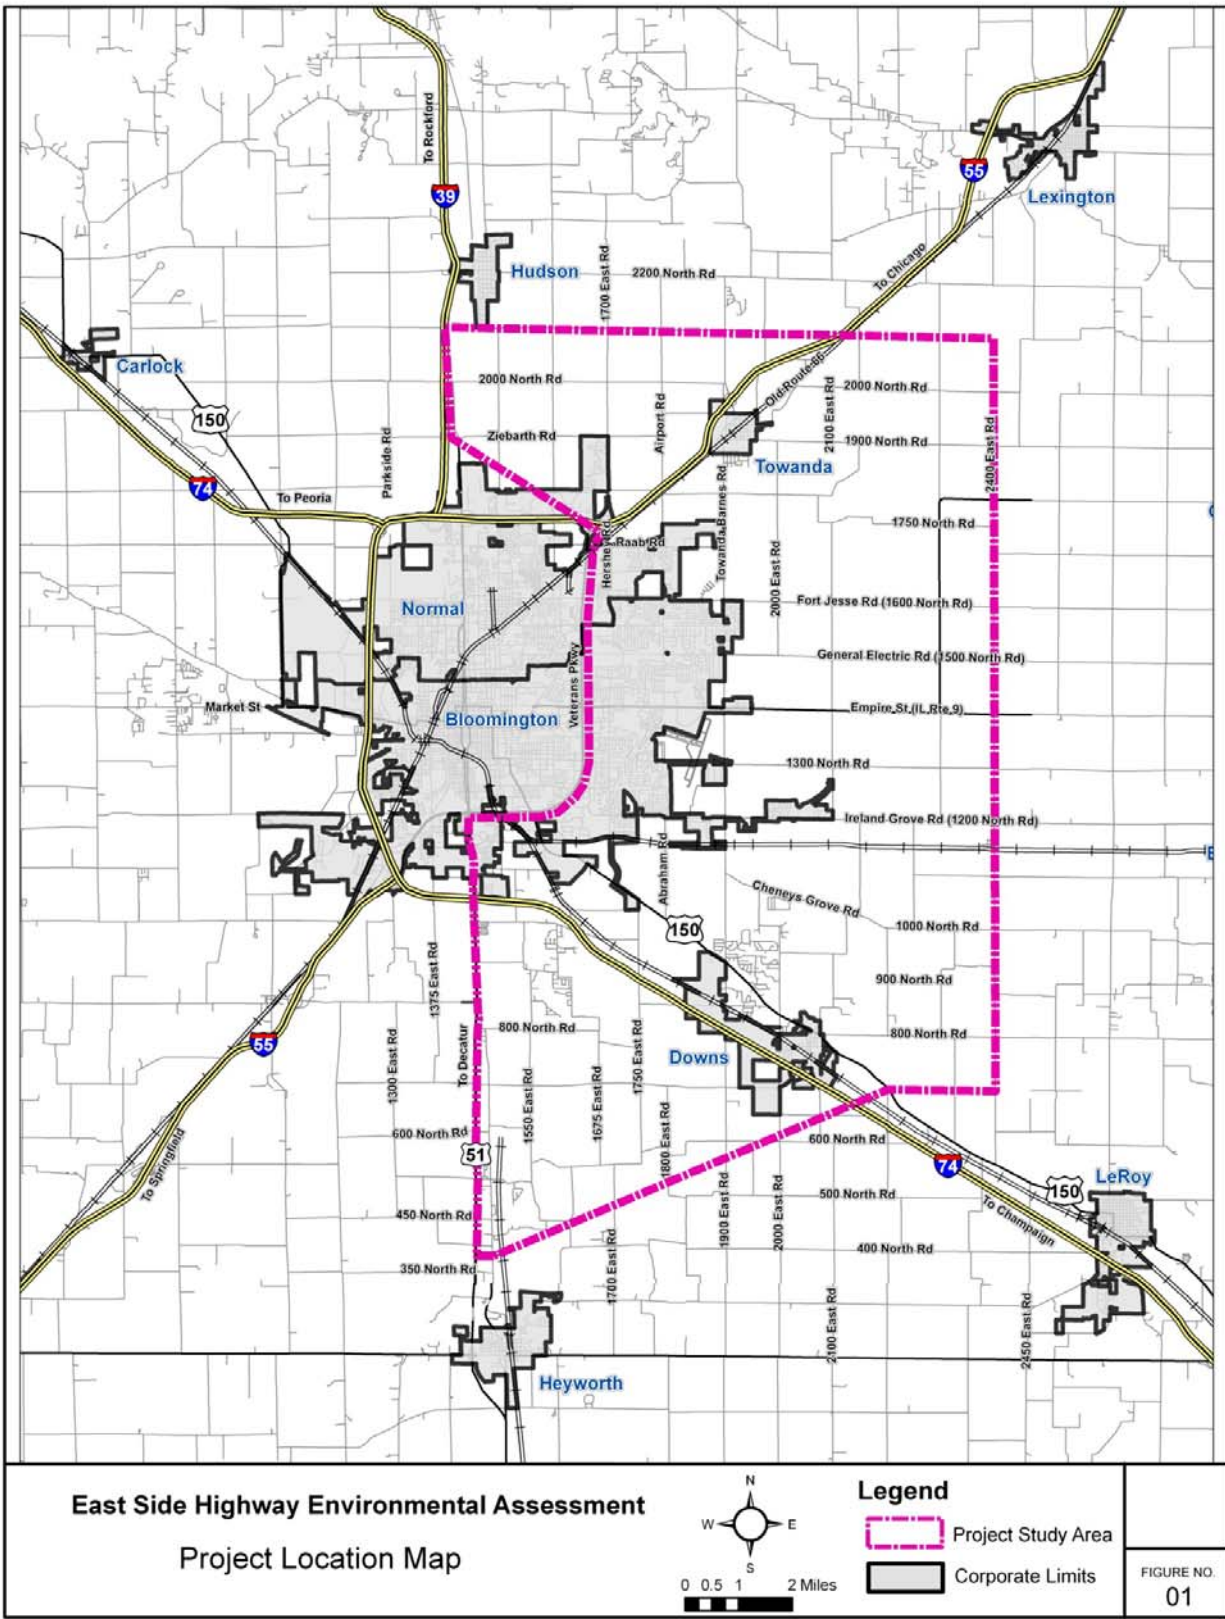 To Rockford
39
55
Lexington
Hudson
1700 East Rd
2200 North Rd
To Chicago
Carlock
150
2000 North Rd
Old Route 66
2000 North Rd
2100 East Rd
Airport Rd
Parkside Rd
Ziebarth Rd
1900 North Rd
2400 East Rd
Towanda
74
To Peoria
Towanda Barnes Rd
1750 North Rd
Hershey Rd
Raab Rd
2000 East Rd
Normal
Fort Jesse Rd (1600 North Rd)
General Electric Rd (1500 North Rd)
Veterans Pkwy
Market St
Bloomington
Empire St (IL Rte 9)
1300 North Rd
Ireland Grove Rd (1200 North Rd)
Abraham Rd
Cheneys Grove Rd
150
1000 North Rd
1375 East Rd
900 North Rd
55
To Decatur
800 North Rd
800 North Rd
1300 East Rd
1750 East Rd
Downs
1550 East Rd
1675 East Rd
600 North Rd
1800 East Rd
600 North Rd
51
To Springfield
74
150
LeRoy
450 North Rd
1900 East Rd
2000 East Rd
500 North Rd
To Champaign
400 North Rd
350 North Rd
1700 East Rd
2100 East Rd
2450 East Rd
Heyworth
East Side Highway Environmental Assessment
Project Location Map
N
W
E
S
0 0.5 1 2 Miles
Legend
Project Study Area
Corporate Limits
FIGURE NO.
01